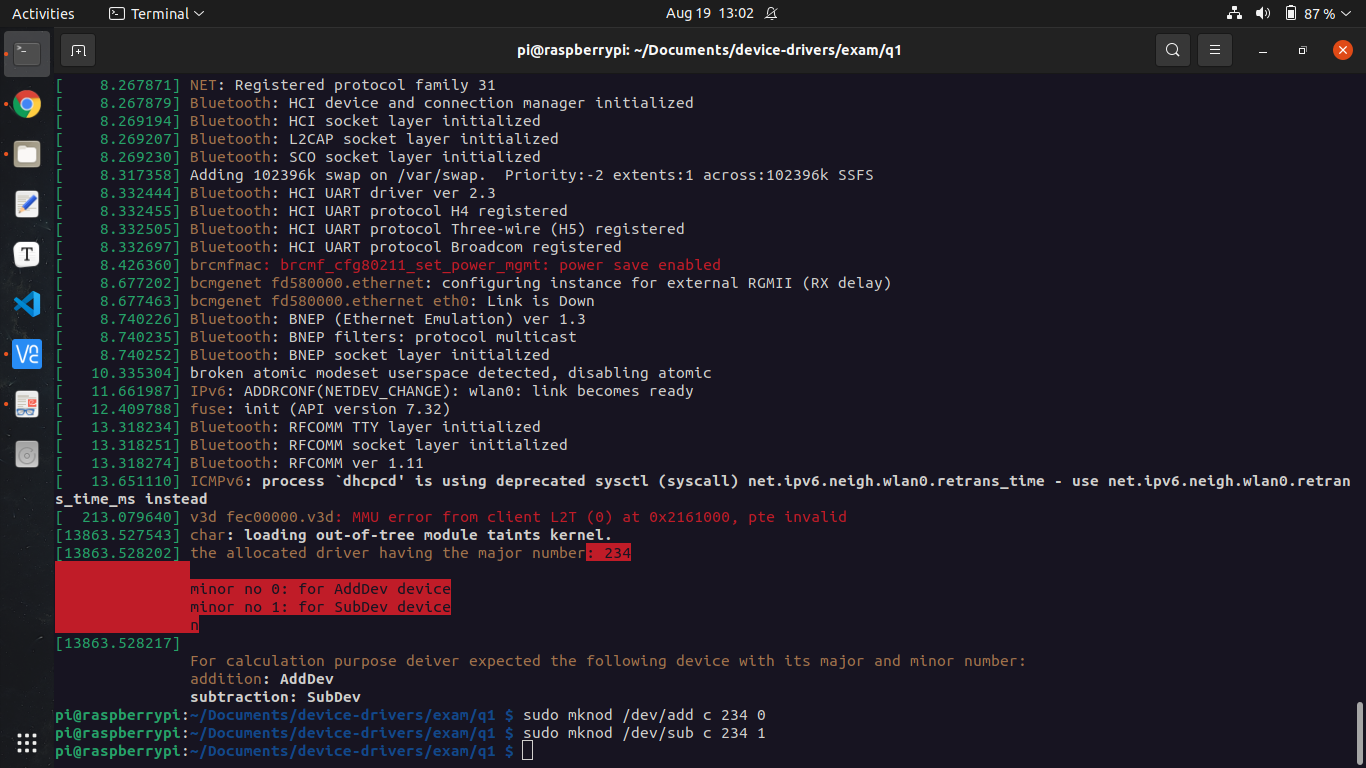 Activities Terminal Aug 19 13:02 87 %
pi@raspberrypi: ~/Documents/device-drivers/exam/q1
[    8.267871] NET: Registered protocol family 31
[    8.267879] Bluetooth: HCI device and connection manager initialized
[    8.269194] Bluetooth: HCI socket layer initialized
[    8.269207] Bluetooth: L2CAP socket layer initialized
[    8.269230] Bluetooth: SCO socket layer initialized
[    8.317358] Adding 102396k swap on /var/swap.  Priority:-2 extents:1 across:102396k SSFS
[    8.332444] Bluetooth: HCI UART driver ver 2.3
[    8.332455] Bluetooth: HCI UART protocol H4 registered
[    8.332505] Bluetooth: HCI UART protocol Three-wire (H5) registered
[    8.332697] Bluetooth: HCI UART protocol Broadcom registered
[    8.426360] brcmfmac: brcmf_cfg80211_set_power_mgmt: power save enabled
[    8.677202] bcmgenet fd580000.ethernet: configuring instance for external RGMII (RX delay)
[    8.677463] bcmgenet fd580000.ethernet eth0: Link is Down
[    8.740226] Bluetooth: BNEP (Ethernet Emulation) ver 1.3
[    8.740235] Bluetooth: BNEP filters: protocol multicast
[    8.740252] Bluetooth: BNEP socket layer initialized
[   10.335304] broken atomic modeset userspace detected, disabling atomic
[   11.661987] IPv6: ADDRCONF(NETDEV_CHANGE): wlan0: link becomes ready
[   12.409788] fuse: init (API version 7.32)
[   13.318234] Bluetooth: RFCOMM TTY layer initialized
[   13.318251] Bluetooth: RFCOMM socket layer initialized
[   13.318274] Bluetooth: RFCOMM ver 1.11
[   13.651110] ICMPv6: process `dhcpcd' is using deprecated sysctl (syscall) net.ipv6.neigh.wlan0.retrans_time - use net.ipv6.neigh.wlan0.retran
s_time_ms instead
[  213.079640] v3d fec00000.v3d: MMU error from client L2T (0) at 0x2161000, pte invalid
[13863.527543] char: loading out-of-tree module taints kernel.
[13863.528202] the allocated driver having the major number: 234
minor no 0: for AddDev device
minor no 1: for SubDev device
n
[13863.528217]
For calculation purpose deiver expected the following device with its major and minor number:
addition: AddDev
subtraction: SubDev
pi@raspberrypi:~/Documents/device-drivers/exam/q1 $ sudo mknod /dev/add c 234 0
pi@raspberrypi:~/Documents/device-drivers/exam/q1 $ sudo mknod /dev/sub c 234 1
pi@raspberrypi:~/Documents/device-drivers/exam/q1 $